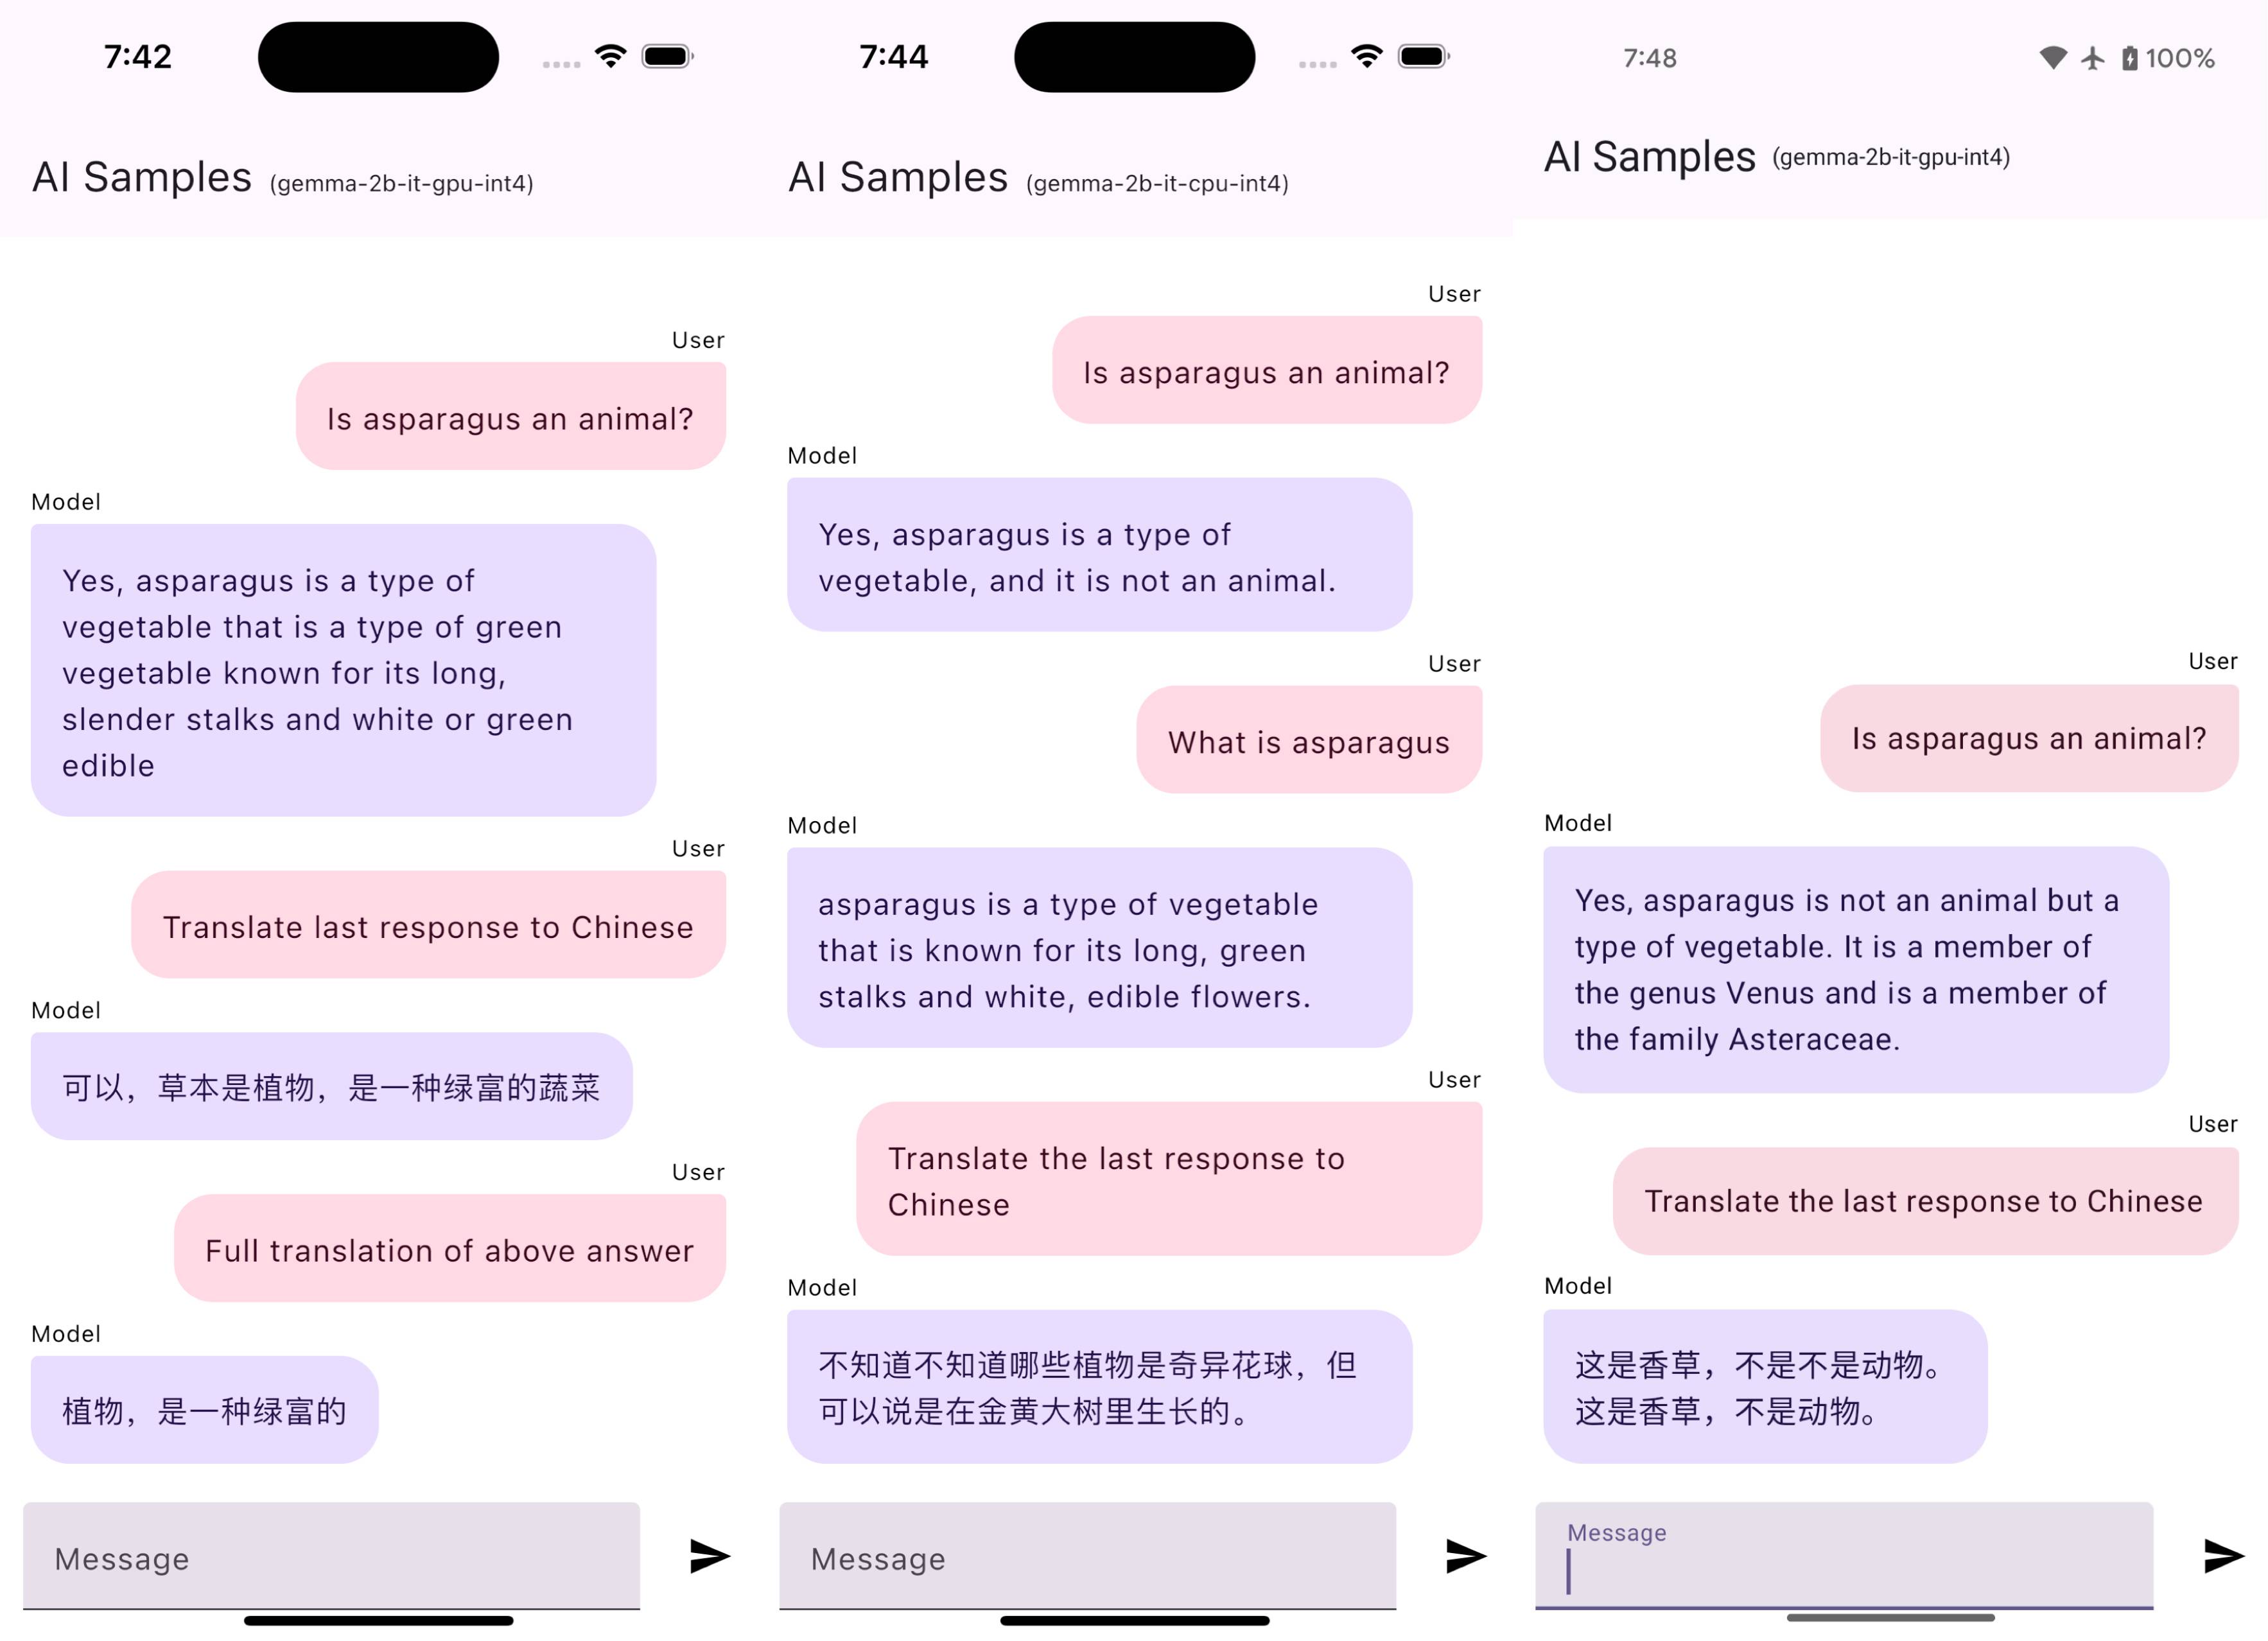 7:42
AI Samples (gemma-2b-it-gpu-int4)
User
Is asparagus an animal?
Model
Yes, asparagus is a type of
vegetable that is a type of green
vegetable known for its long,
slender stalks and white or green
edible
User
Translate last response to Chinese
Model
可以，草本是植物，是一种绿富的蔬菜
User
Full translation of above answer
Model
植物，是一种绿富的
Message
7:44
AI Samples (gemma-2b-it-cpu-int4)
User
Is asparagus an animal?
Model
Yes, asparagus is a type of
vegetable, and it is not an animal.
User
What is asparagus
Model
asparagus is a type of vegetable
that is known for its long, green
stalks and white, edible flowers.
User
Translate the last response to
Chinese
Model
不知道不知道哪些植物是奇异花球，但
可以说是在金黄大树里生长的。
Message
7:48
100%
AI Samples (gemma-2b-it-gpu-int4)
User
Is asparagus an animal?
Model
Yes, asparagus is not an animal but a
type of vegetable. It is a member of
the genus Venus and is a member of
the family Asteraceae.
User
Translate the last response to Chinese
Model
这是香草，不是不是动物。
这是香草，不是动物。
Message